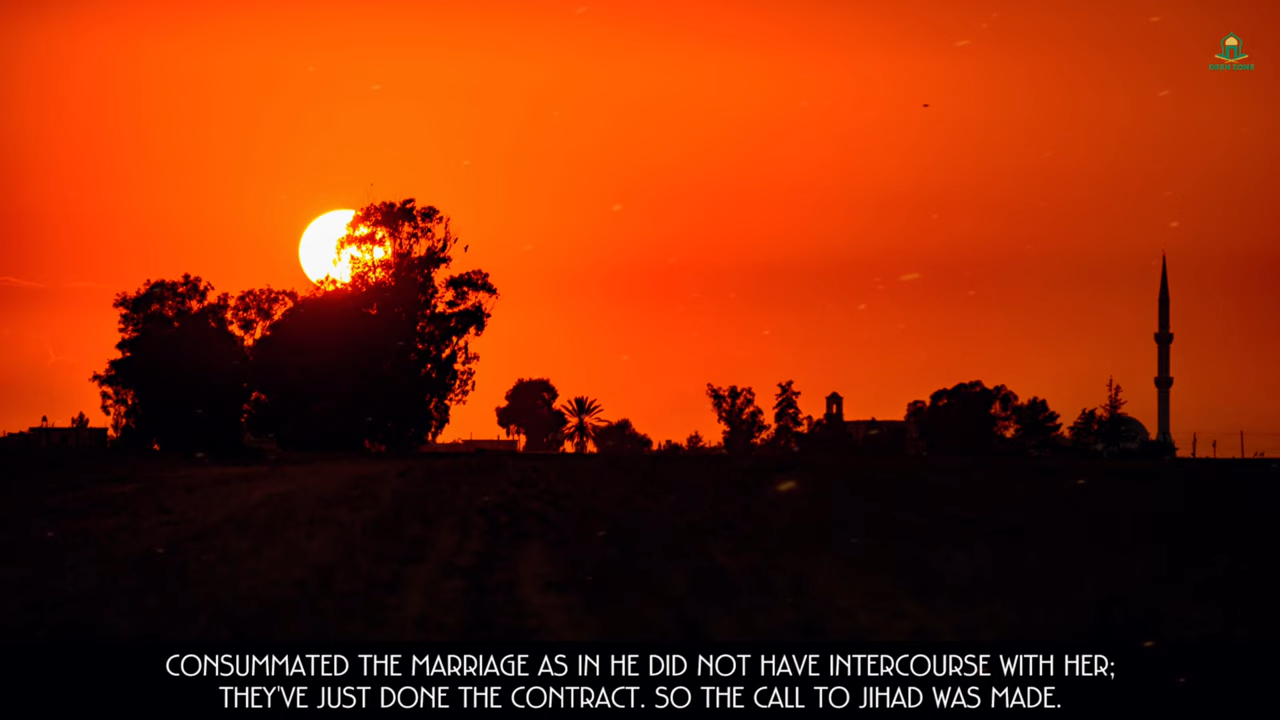 CONSUMMATED THE MARRIAGE AS IN HE DID NOT HAVE INTERCOURSE WITH HER;
THEY'VE JUST DONE THE CONTRACT. SO THE CALL TO JIHAD WAS MADE.